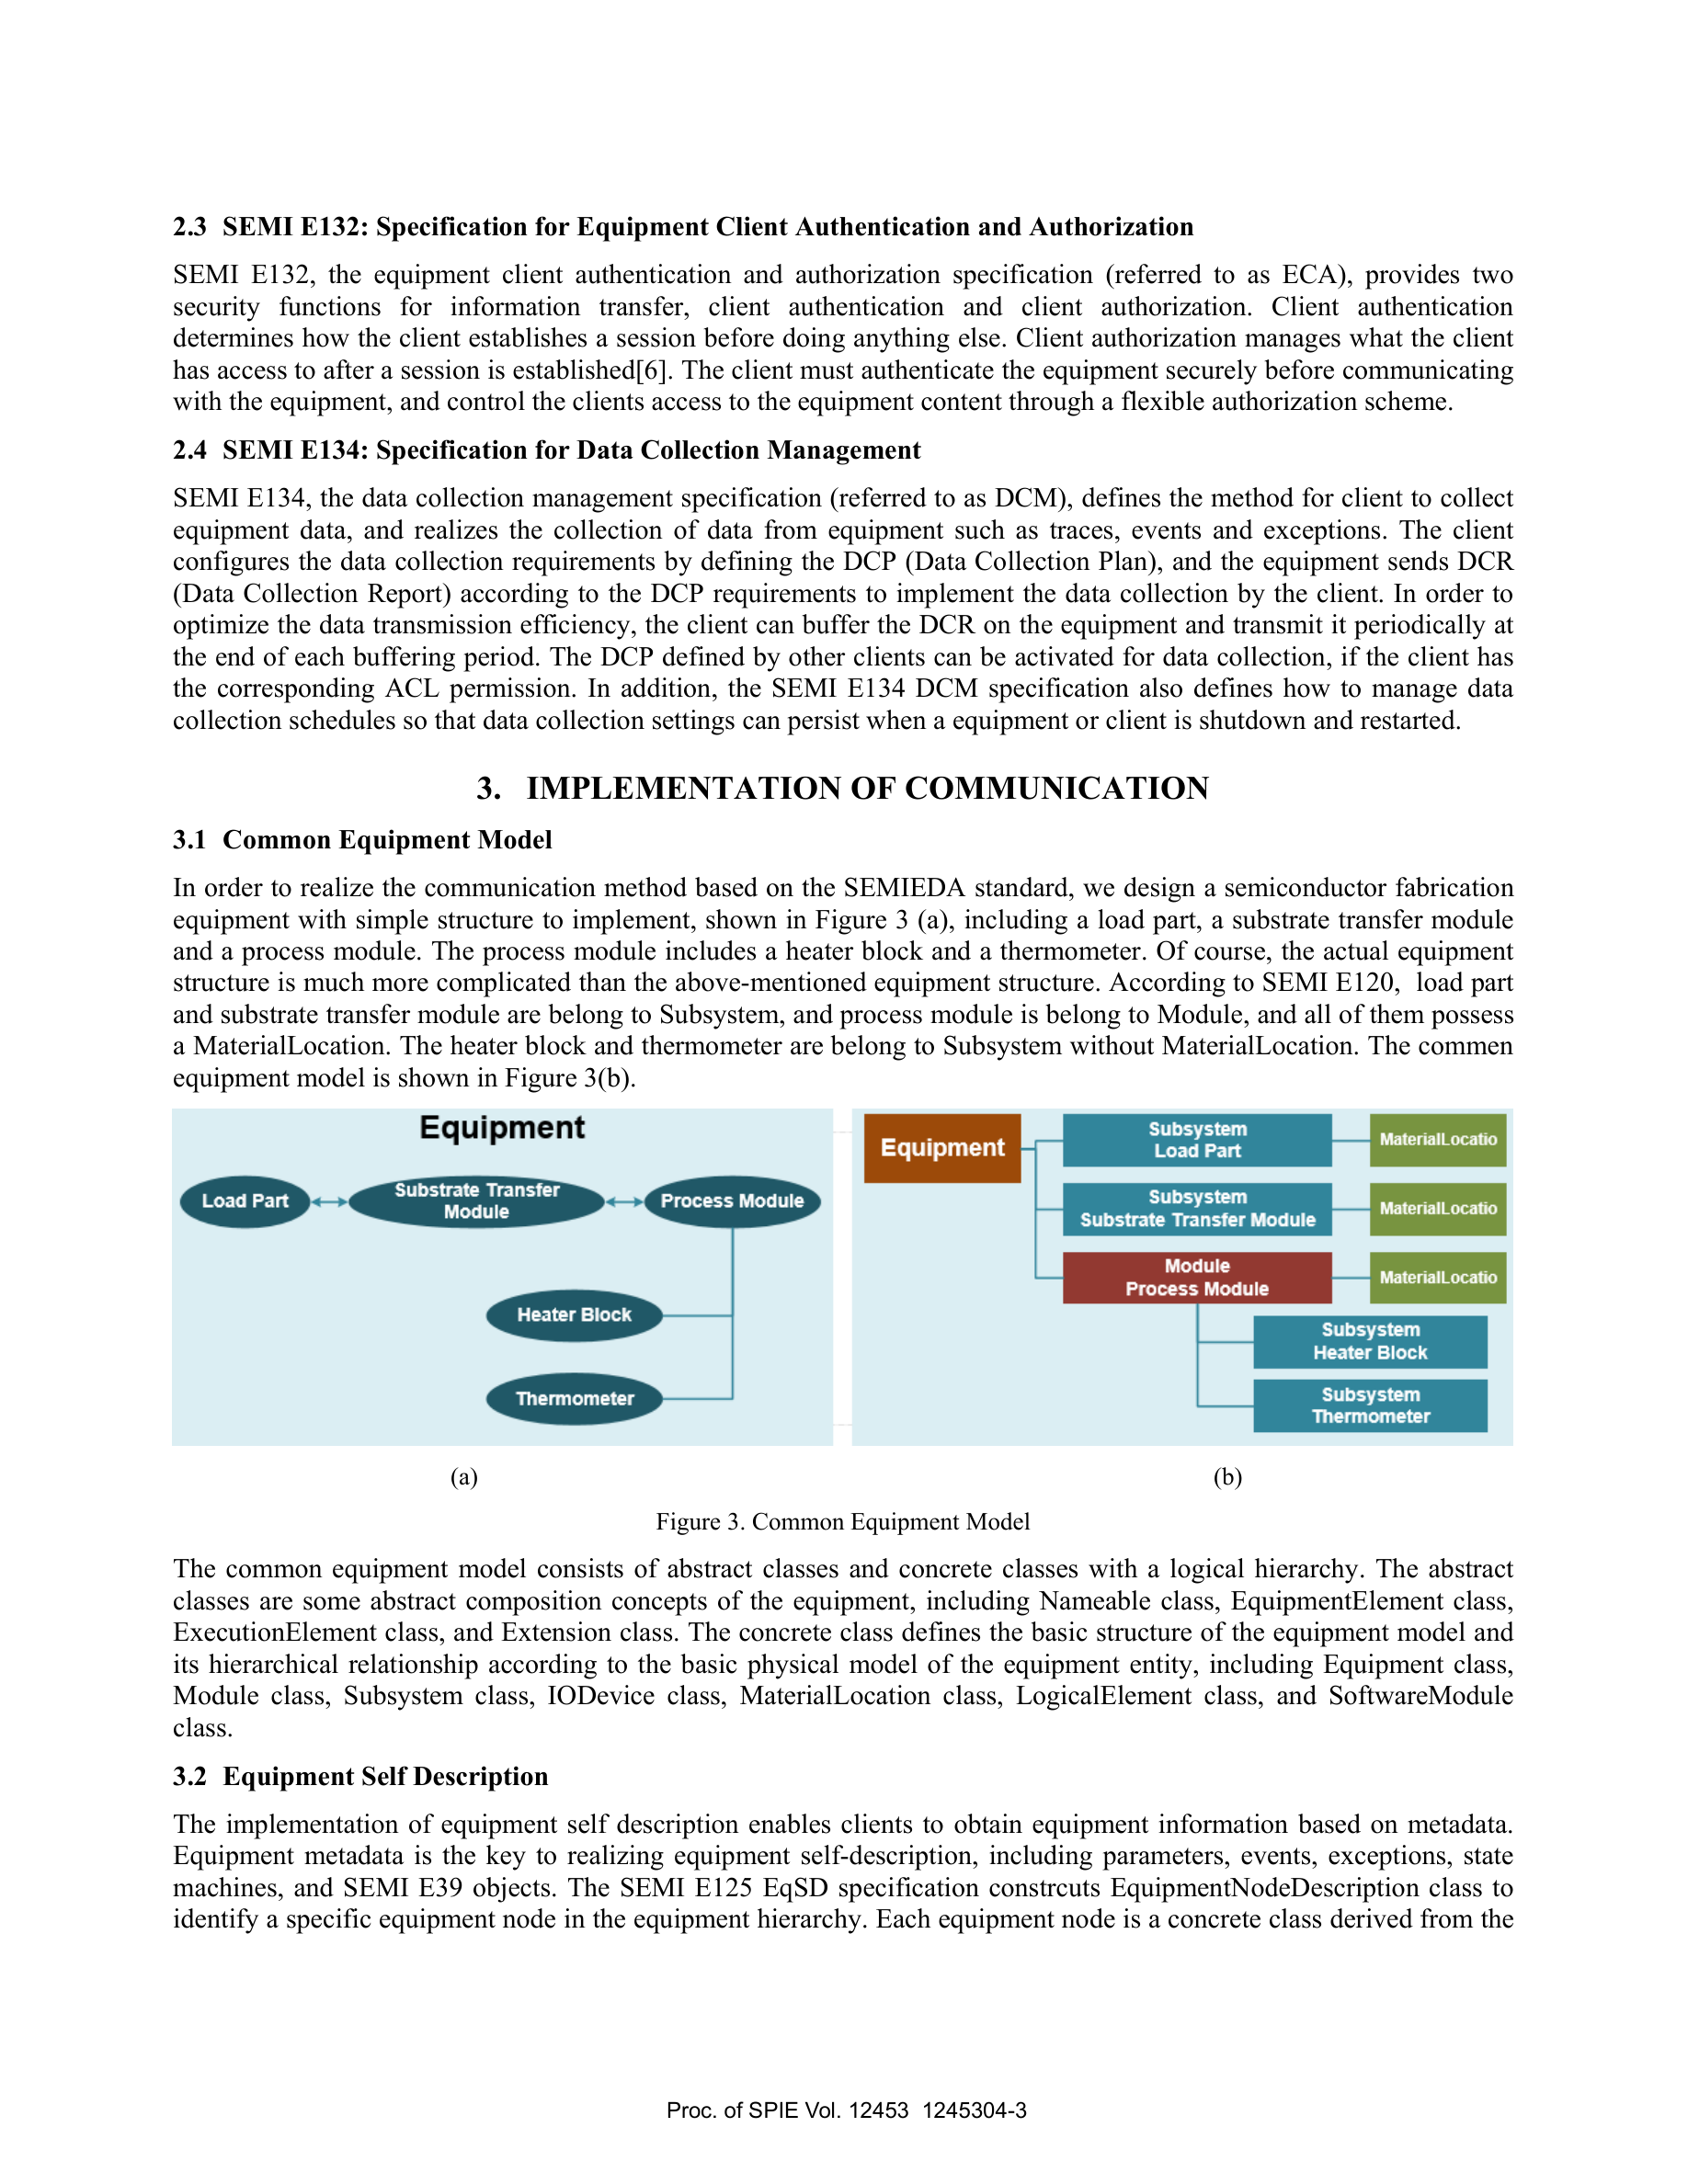 2.3 SEMI E132: Specification for Equipment Client Authentication and Authorization
SEMI E132, the equipment client authentication and authorization specification (referred to as ECA), provides two
security functions for information transfer, client authentication and client authorization. Client authentication
determines how the client establishes a session before doing anything else. Client authorization manages what the client
has access to after a session is established[6]. The client must authenticate the equipment securely before communicating
with the equipment, and control the clients access to the equipment content through a flexible authorization scheme.
2.4 SEMI E134: Specification for Data Collection Management
SEMI E134, the data collection management specification (referred to as DCM), defines the method for client to collect
equipment data, and realizes the collection of data from equipment such as traces, events and exceptions. The client
configures the data collection requirements by defining the DCP (Data Collection Plan), and the equipment sends DCR
(Data Collection Report) according to the DCP requirements to implement the data collection by the client. In order to
optimize the data transmission efficiency, the client can buffer the DCR on the equipment and transmit it periodically at
the end of each buffering period. The DCP defined by other clients can be activated for data collection, if the client has
the corresponding ACL permission. In addition, the SEMI E134 DCM specification also defines how to manage data
collection schedules so that data collection settings can persist when a equipment or client is shutdown and restarted.
3. IMPLEMENTATION OF COMMUNICATION
3.1 Common Equipment Model
In order to realize the communication method based on the SEMIEDA standard, we design a semiconductor fabrication
equipment with simple structure to implement, shown in Figure 3 (a), including a load part, a substrate transfer module
and a process module. The process module includes a heater block and a thermometer. Of course, the actual equipment
structure is much more complicated than the above-mentioned equipment structure. According to SEMI E120, load part
and substrate transfer module are belong to Subsystem, and process module is belong to Module, and all of them possess
a MaterialLocation. The heater block and thermometer are belong to Subsystem without MaterialLocation. The commen
equipment model is shown in Figure 3(b).
Equipment
Load Part
Substrate Transfer
Module
Process Module
Heater Block
Thermometer
Equipment
Subsystem
Load Part
MaterialLocatio
Subsystem
Substrate Transfer Module
MaterialLocatio
Module
Process Module
MaterialLocatio
Subsystem
Heater Block
Subsystem
Thermometer
(a)
(b)
Figure 3. Common Equipment Model
The common equipment model consists of abstract classes and concrete classes with a logical hierarchy. The abstract
classes are some abstract composition concepts of the equipment, including Nameable class, EquipmentElement class,
ExecutionElement class, and Extension class. The concrete class defines the basic structure of the equipment model and
its hierarchical relationship according to the basic physical model of the equipment entity, including Equipment class,
Module class, Subsystem class, IODevice class, MaterialLocation class, LogicalElement class, and SoftwareModule
class.
3.2 Equipment Self Description
The implementation of equipment self description enables clients to obtain equipment information based on metadata.
Equipment metadata is the key to realizing equipment self-description, including parameters, events, exceptions, state
machines, and SEMI E39 objects. The SEMI E125 EqSD specification constrcuts EquipmentNodeDescription class to
identify a specific equipment node in the equipment hierarchy. Each equipment node is a concrete class derived from the
Proc. of SPIE Vol. 12453 1245304-3